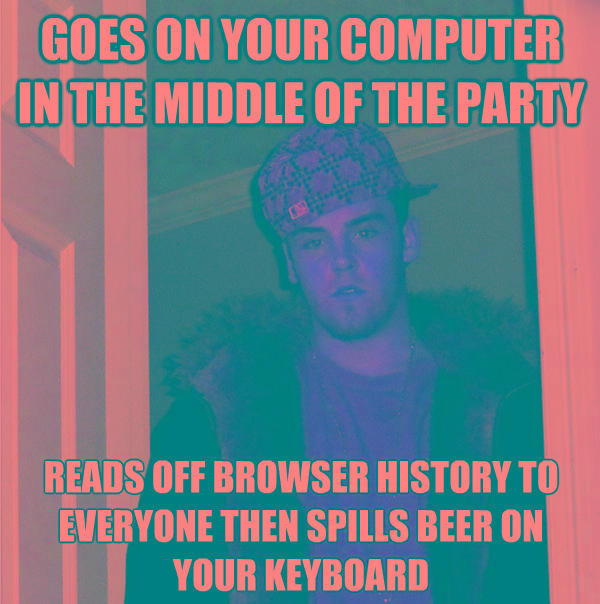 GOES ON YOUR COMPUTER
IN THE MIDDLE OF THE PARTY
READS OFF BROWSER HISTORY TO
EVERYONE THEN SPILLS BEER ON
YOUR KEYBOARD